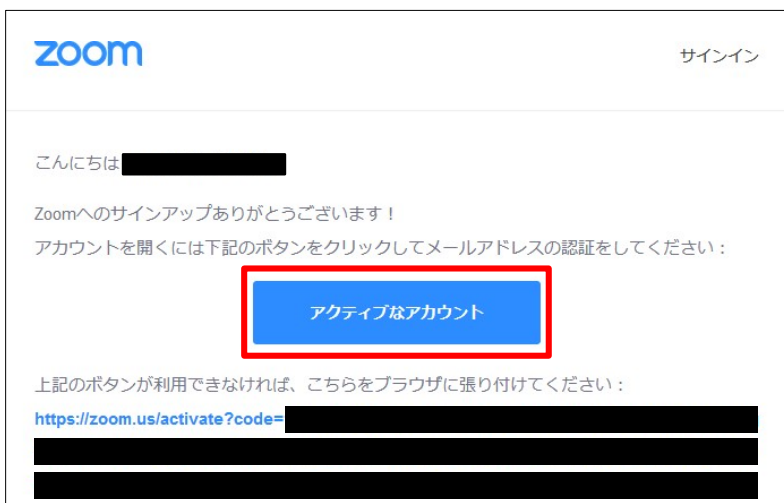 zoom
サインイン
こんにちは
Zoomへのサインアップありがとうございます！
アカウントを開くには下記のボタンをクリックしてメールアドレスの認証をしてください：
アクティブなアカウント
上記のボタンが利用できなければ、こちらをブラウザに張り付けてください：
https://zoom.us/activate?code=